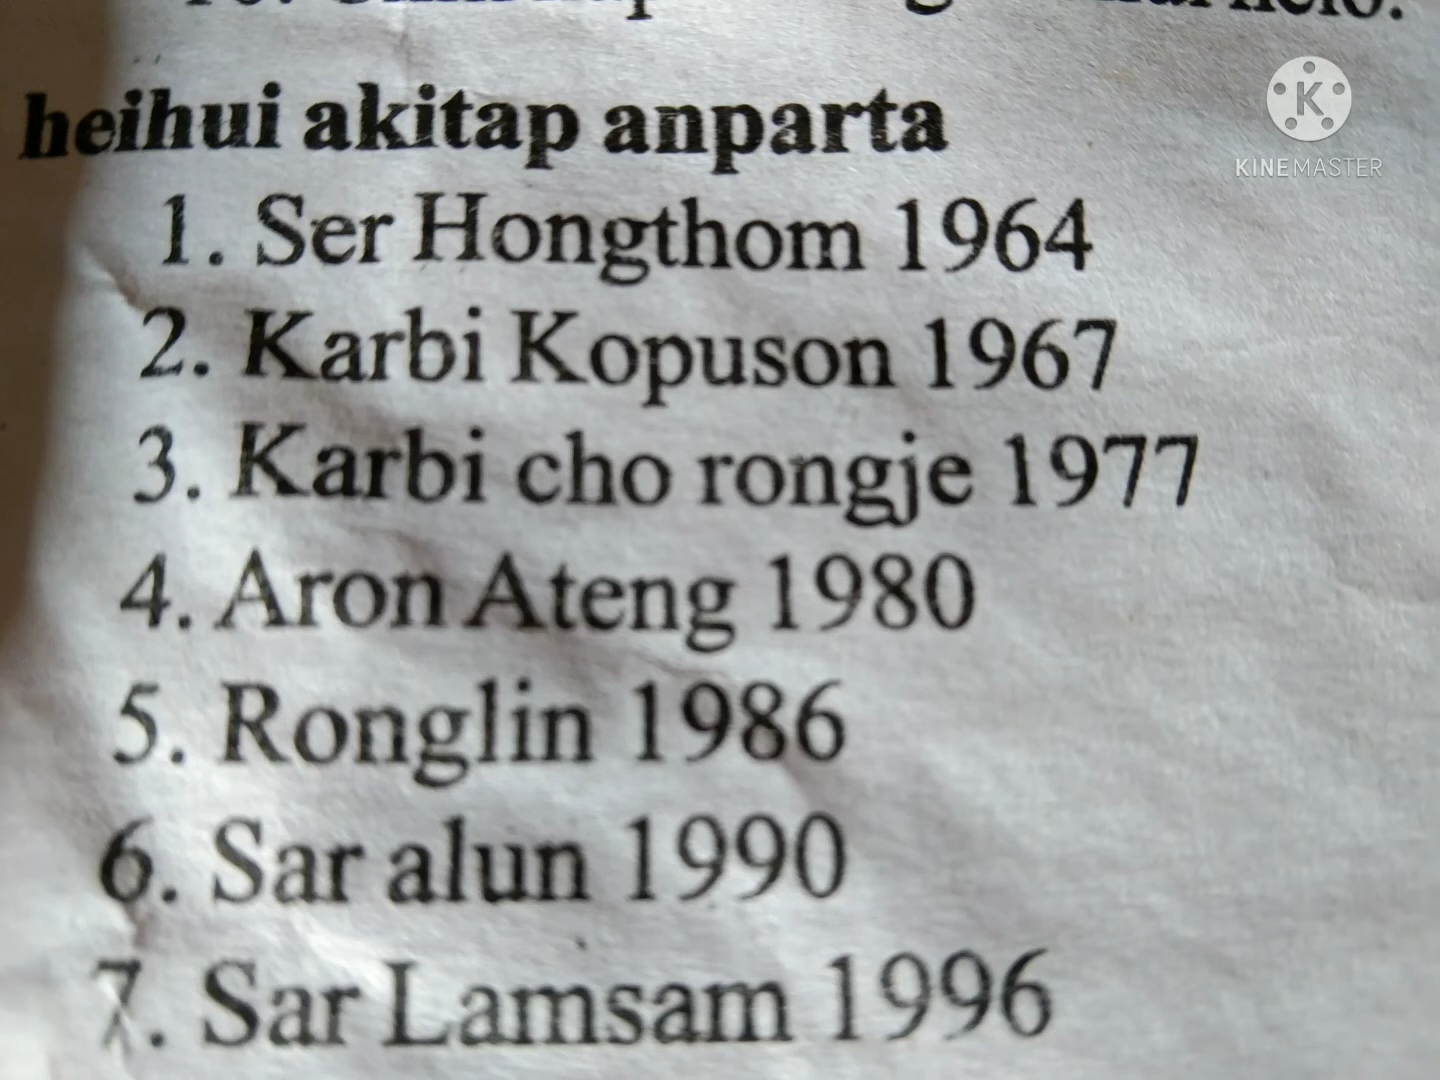 heihui akitap anparta
K
KINEMASTER
1. Ser Hongthom 1964
2. Karbi Kopuson 1967
3. Karbi cho rongje 1977
4. Aron Ateng 1980
5. Ronglin 1986
6. Sar alun 1990
7. Sar Lamsam 1996